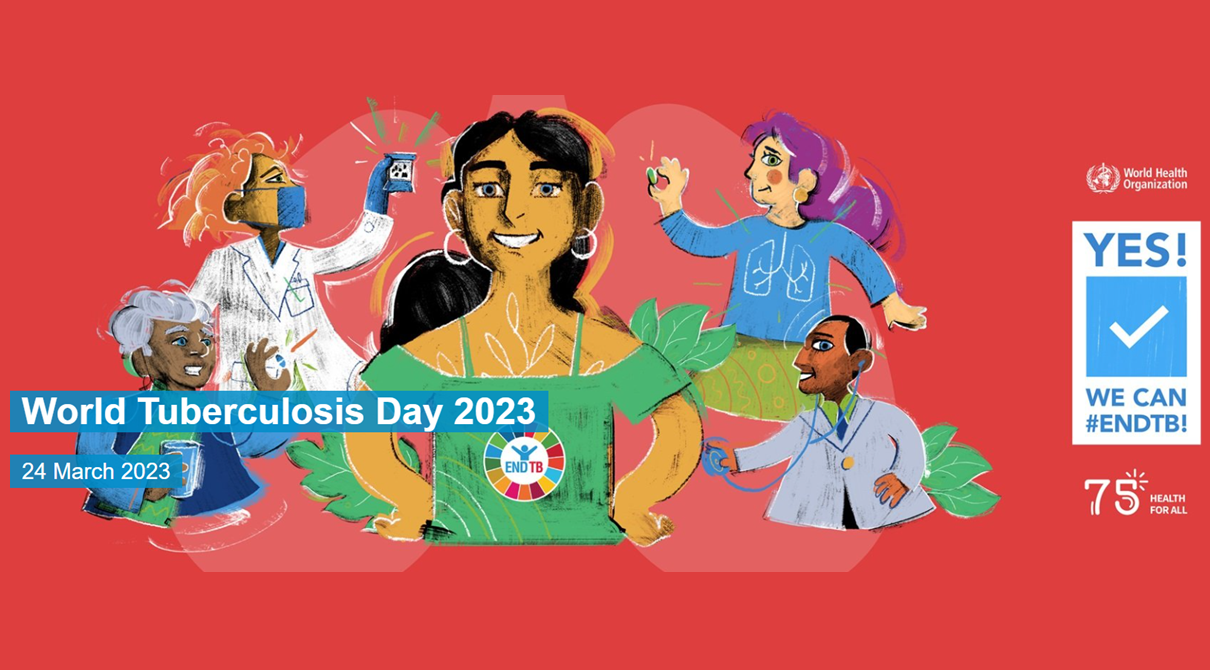 World Tuberculosis Day 2023
24 March 2023
END TB
World Health
Organization
YES!
WE CAN
#ENDTB!
75
HEALTH
FOR ALL